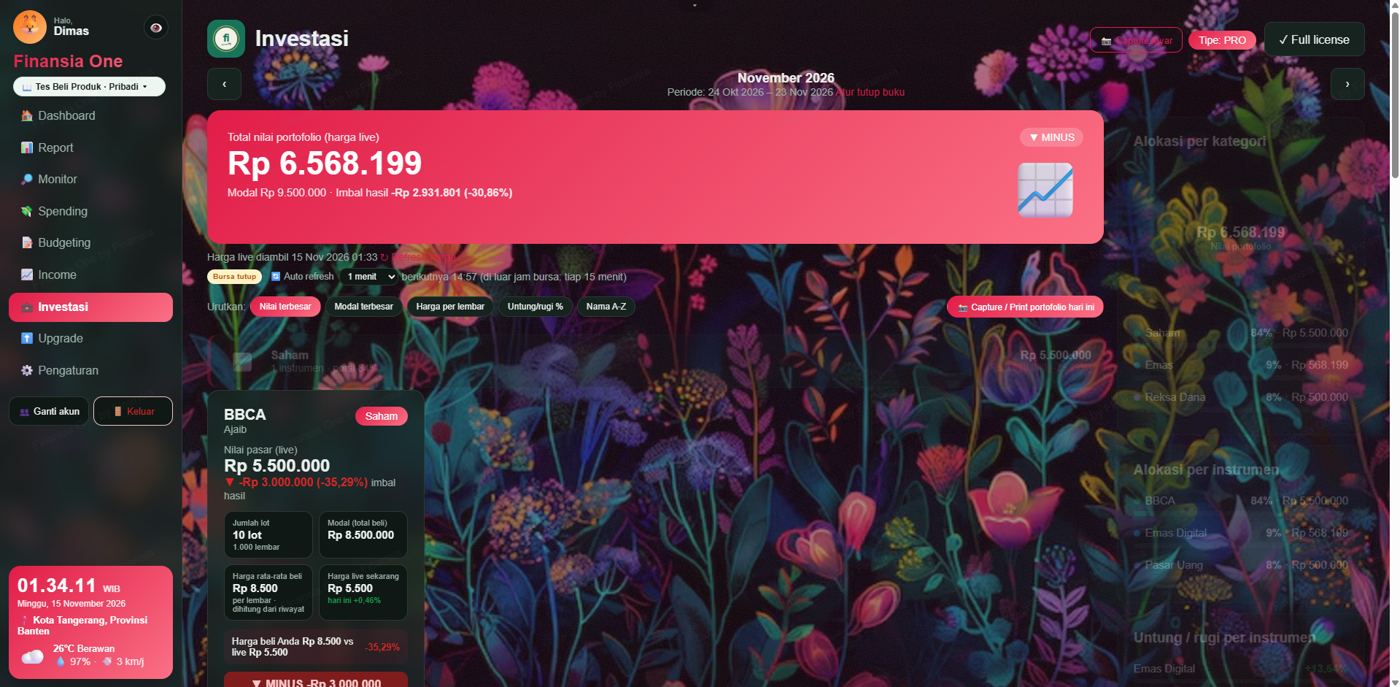 Halo,
Dimas
Finansia One
Tes Beli Produk · Pribadi
Dashboard
Report
Monitor
Spending
Budgeting
Income
Investasi
Upgrade
Pengaturan
Ganti akun
Keluar
01.34.11 WIB
Minggu, 15 November 2026
Kota Tangerang, Provinsi
Banten
26°C Berawan
97% · 3 km/j
Investasi
Tipe: PRO
✓ Full license
‹
November 2026
Periode: 24 Okt 2026 – 23 Nov 2026 Atur tutup buku
›
Total nilai portofolio (harga live)
▼ MINUS
Rp 6.568.199
Modal Rp 9.500.000 · Imbal hasil -Rp 2.931.801 (-30,86%)
Harga live diambil 15 Nov 2026 01:33
Bursa tutup
Auto refresh
1 menit
berikutnya 14:57 (di luar jam bursa: tiap 15 menit)
Urutkan:
Nilai terbesar
Modal terbesar
Harga per lembar
Untung/rugi %
Nama A-Z
Capture / Print portofolio hari ini
Saham
1 instrumen
Rp 5.500.000
BBCA
Saham
Ajaib
Nilai pasar (live)
Rp 5.500.000
▼ -Rp 3.000.000 (-35,29%) imbal
hasil
Jumlah lot
10 lot
1.000 lembar
Modal (total beli)
Rp 8.500.000
Harga rata-rata beli
Rp 8.500
per lembar ·
dihitung dari riwayat
Harga live sekarang
Rp 5.500
hari ini +0,46%
Harga beli Anda Rp 8.500 vs
live Rp 5.500
-35,29%
▼ MINUS -Rp 3.000.000
Alokasi per kategori
Rp 6.568.199
Nilai portofolio
Saham 84% · Rp 5.500.000
Emas 9% · Rp 568.199
Reksa Dana 8% · Rp 500.000
Alokasi per instrumen
BBCA 84% · Rp 5.500.000
Emas Digital 9% · Rp 568.199
Pasar Uang 8% · Rp 500.000
Untung / rugi per instrumen
Emas Digital +13,64%